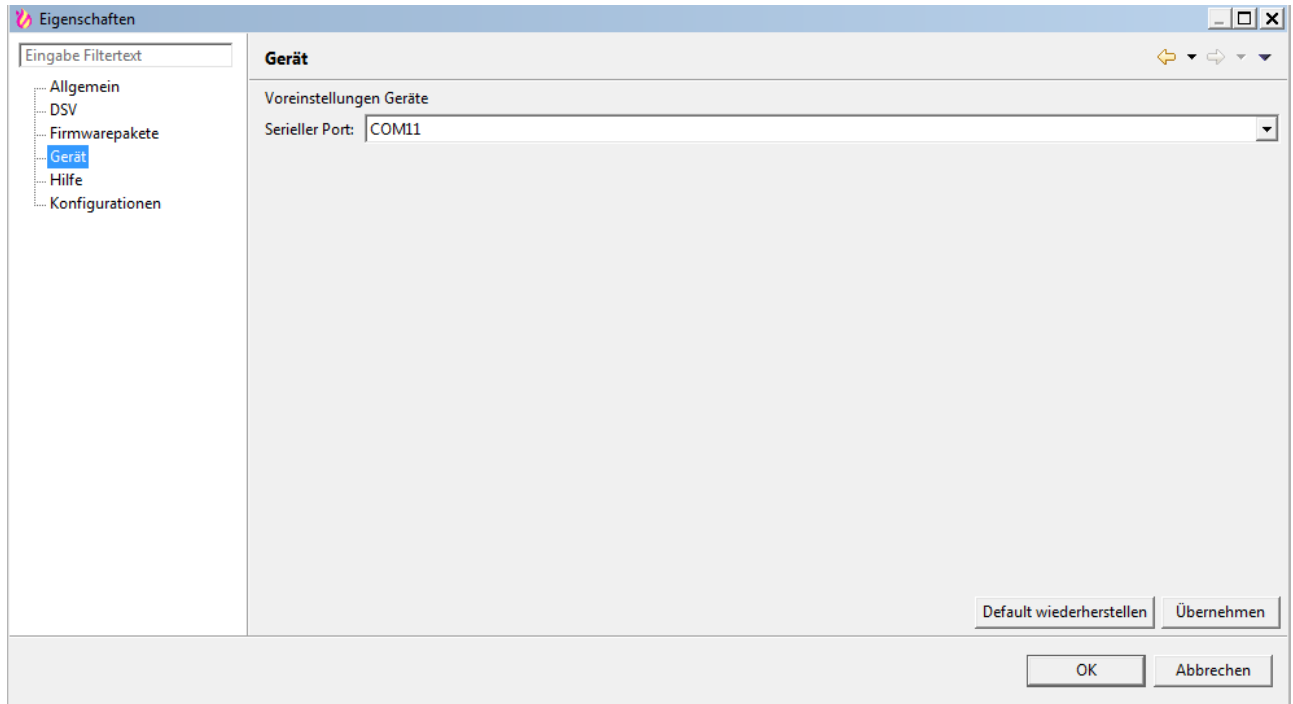 Eigenschaften
Eingabe Filtertext
Allgemein
DSV
Firmwarepakete
Gerät
Hilfe
Konfigurationen
Gerät
Voreinstellungen Geräte
Serieller Port: COM11
Default wiederherstellen Übernehmen
OK Abbrechen